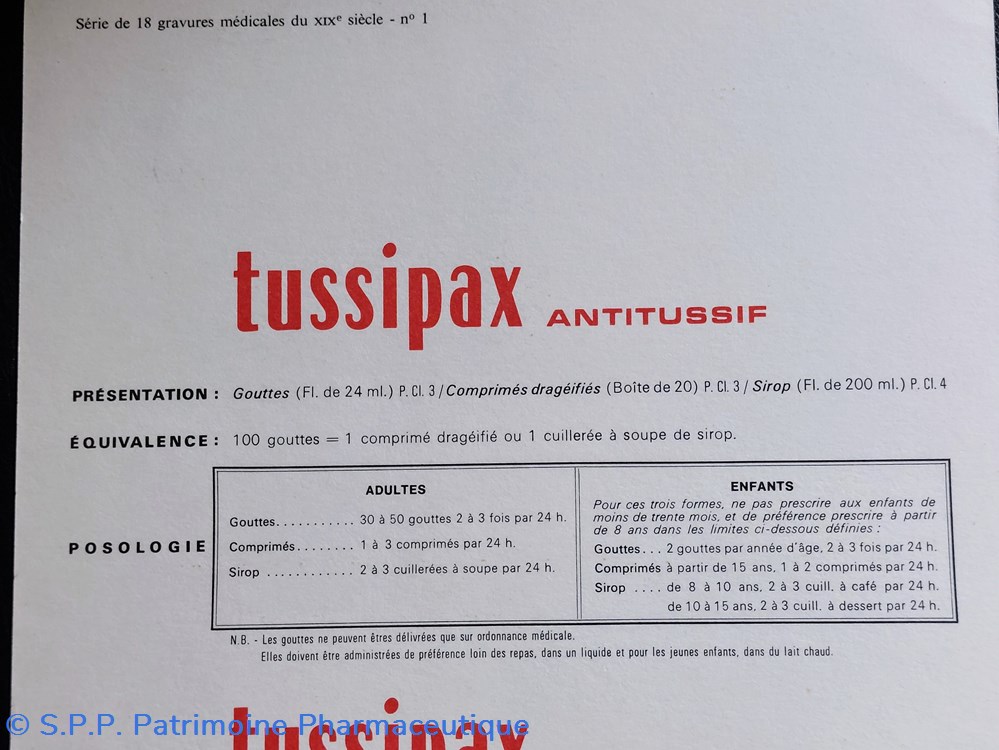 Série de 18 gravures médicales du XIXe siècle - no 1
tussipax ANTITUSSIF
PRÉSENTATION : Gouttes (Fl. de 24 ml.) P. Cl. 3 / Comprimés dragéifiés (Boîte de 20) P. Cl. 3 / Sirop (Fl. de 200 ml.) P. Cl. 4
ÉQUIVALENCE : 100 gouttes = 1 comprimé dragéifié ou 1 cuillerée à soupe de sirop.
POSOLOGIE
ADULTES
Gouttes........... 30 à 50 gouttes 2 à 3 fois par 24 h.
Comprimés........ 1 à 3 comprimés par 24 h.
Sirop ............ 2 à 3 cuillerées à soupe par 24 h.
ENFANTS
Pour ces trois formes, ne pas prescrire aux enfants de
moins de trente mois, et de préférence prescrire à partir
de 8 ans dans les limites ci-dessous définies :
Gouttes... 2 gouttes par année d'âge, 2 à 3 fois par 24 h.
Comprimés à partir de 15 ans, 1 à 2 comprimés par 24 h.
Sirop .... de 8 à 10 ans, 2 à 3 cuill. à café par 24 h.
de 10 à 15 ans, 2 à 3 cuill. à dessert par 24 h.
N.B. - Les gouttes ne peuvent êtres délivrées que sur ordonnance médicale.
Elles doivent être administrées de préférence loin des repas, dans un liquide et pour les jeunes enfants, dans du lait chaud.
tussipax
© S.P.P. Patrimoine Pharmaceutique